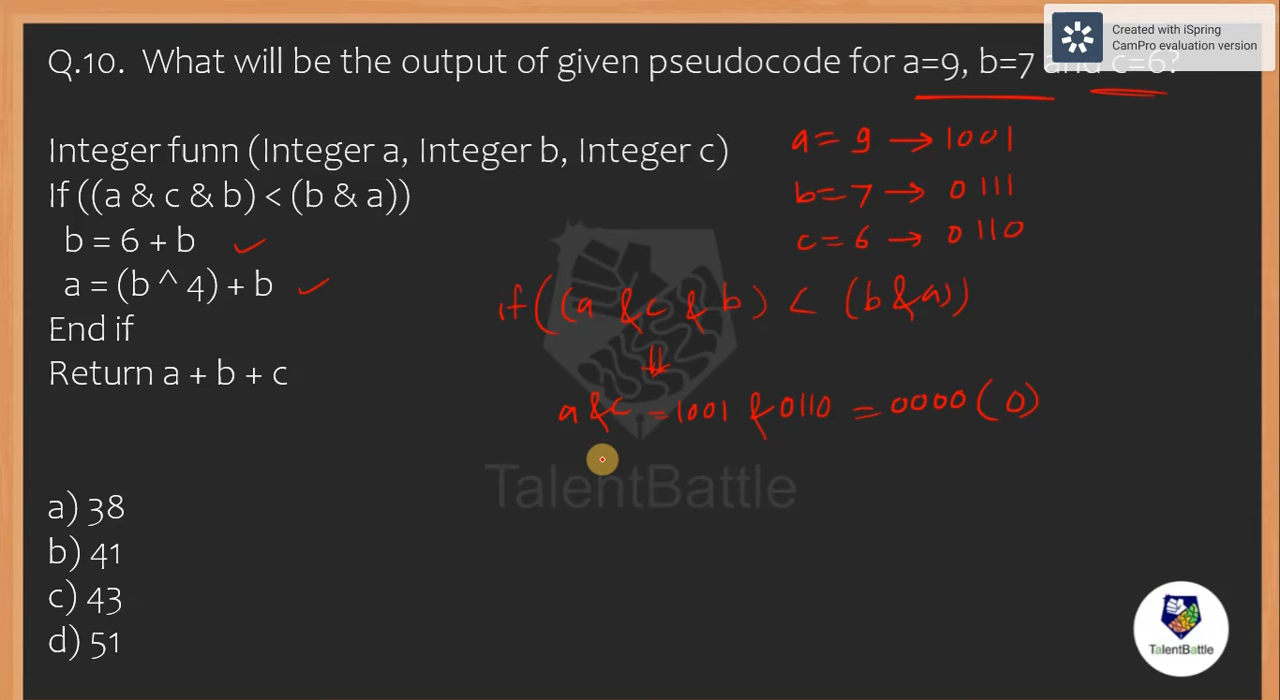 Created with iSpring
CamPro evaluation version
Q.10. What will be the output of given pseudocode for a=9, b=7 and c=6?
Integer funn (Integer a, Integer b, Integer c)
If ((a & c & b) < (b & a))
b = 6 + b
a = (b ^ 4) + b
End if
Return a + b + c
a) 38
b) 41
c) 43
d) 51
a = 9 → 1001
b = 7 → 0111
c = 6 → 0110
if ((a & c & b) < (b & a))
⇓
a & c = 1001 & 0110 = 0000 (0)
TalentBattle
TalentBattle